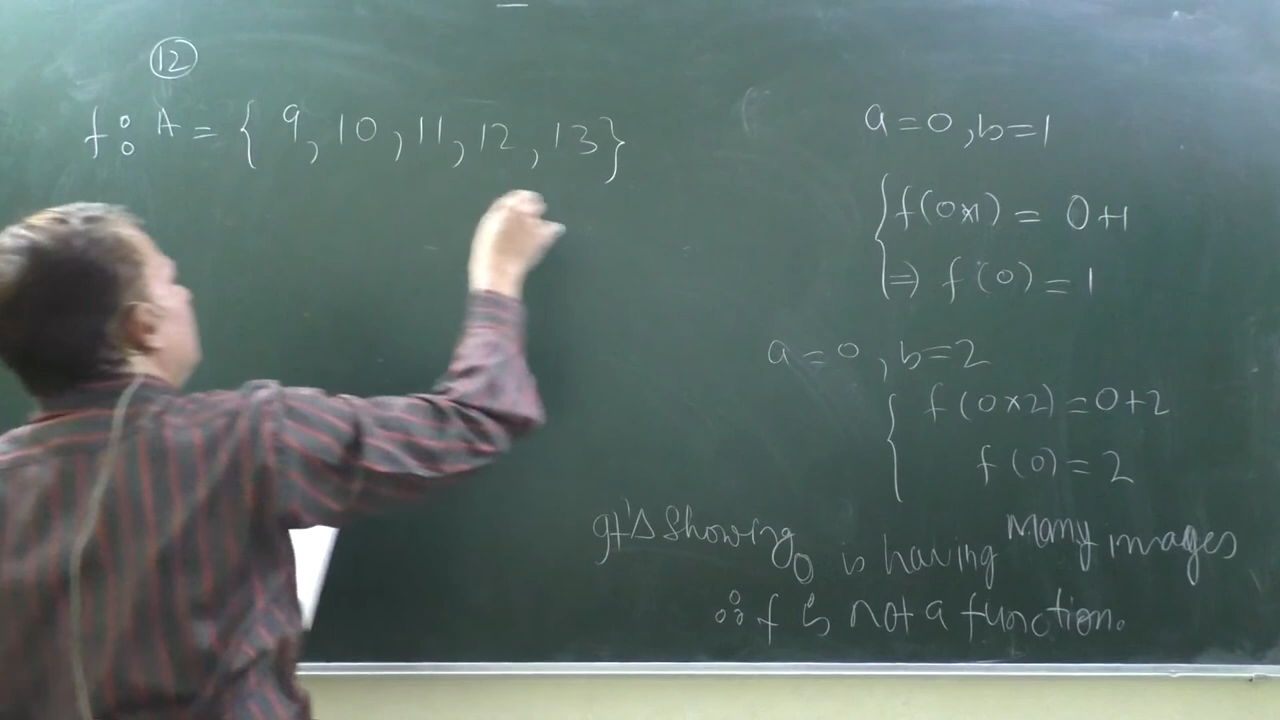 12
f: A = { 9, 10, 11, 12, 13}
a=0, b=1
f(0×1) = 0+1
⇒ f(0) = 1
a=0, b=2
f(0×2)=0+2
f(0)=2
It's showing 0 is having many images
∴ f is not a function.